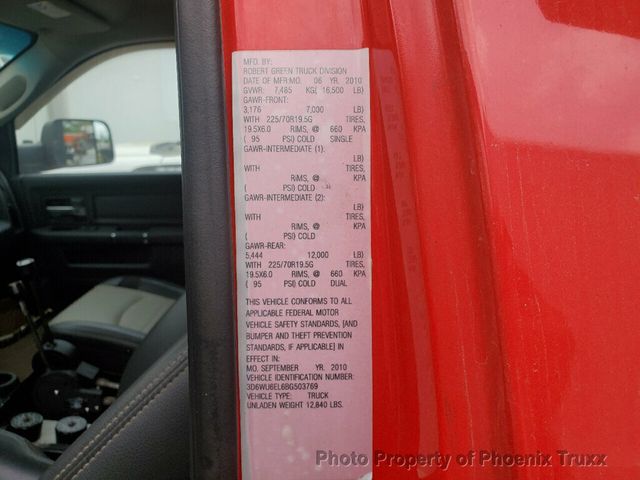 MFG. BY:
ROBERT GREEN TRUCK DIVISION
DATE OF MFR:MO. 06 YR. 2010
GVWR: 7,485 KG( 16,500 LB)
GAWR-FRONT:
3,176 7,000 LB)
WITH 225/70R19.5G TIRES,
19.5X6.0 RIMS, @ 660 KPA
( 95 PSI) COLD SINGLE
GAWR-INTERMEDIATE (1):
LB)
WITH TIRES,
RIMS, @ KPA
( PSI) COLD
GAWR-INTERMEDIATE (2):
LB)
WITH TIRES,
RIMS, @ KPA
( PSI) COLD
GAWR-REAR:
5,444 12,000 LB)
WITH 225/70R19.5G TIRES,
19.5X6.0 RIMS, @ 660 KPA
( 95 PSI) COLD DUAL
THIS VEHICLE CONFORMS TO ALL
APPLICABLE FEDERAL MOTOR
VEHICLE SAFETY STANDARDS, [AND
BUMPER AND THEFT PREVENTION
STANDARDS, IF APPLICABLE] IN
EFFECT IN:
MO. SEPTEMBER YR. 2010
VEHICLE IDENTIFICATION NUMBER:
3D6WU6EL6BG503769
VEHICLE TYPE: TRUCK
UNLADEN WEIGHT 12,840 LBS.
Photo Property of Phoenix Truxx